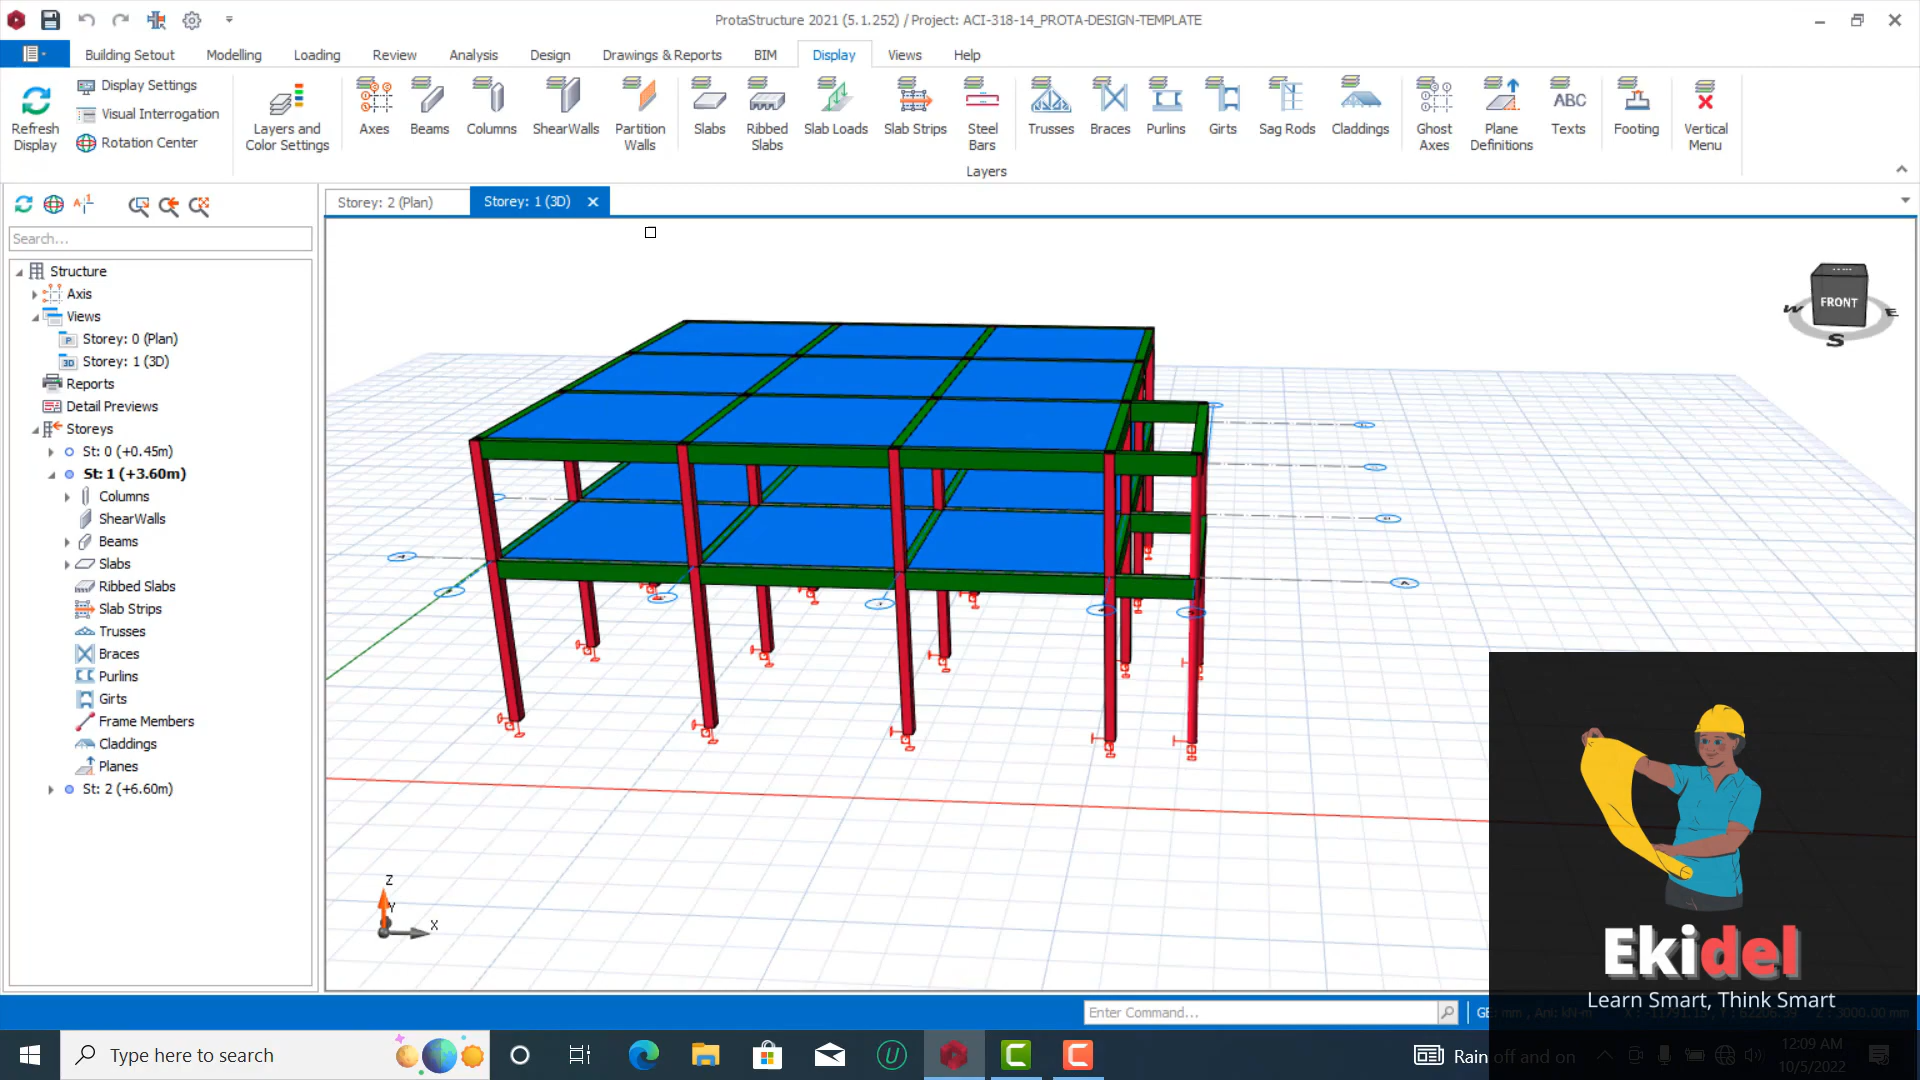 ProtaStructure 2021 (5.1.252) / Project: ACI-318-14_PROTA-DESIGN-TEMPLATE
Building Setout Modelling Loading Review Analysis Design Drawings & Reports BIM Display Views Help
Refresh Display
Display Settings
Visual Interrogation
Rotation Center
Layers and Color Settings
Axes
Beams
Columns
ShearWalls
Partition Walls
Slabs
Ribbed Slabs
Slab Loads
Slab Strips
Steel Bars
Trusses
Braces
Purlins
Girts
Sag Rods
Claddings
Ghost Axes
Plane Definitions
ABC
Texts
Footing
Vertical Menu
Layers
Search...
Structure
Axis
Views
P Storey: 0 (Plan)
3D Storey: 1 (3D)
Reports
Detail Previews
Storeys
St: 0 (+0.45m)
St: 1 (+3.60m)
Columns
ShearWalls
Beams
Slabs
Ribbed Slabs
Slab Strips
Trusses
Braces
Purlins
Girts
Frame Members
Claddings
Planes
St: 2 (+6.60m)
Storey: 2 (Plan)
Storey: 1 (3D)
FRONT
W
E
S
Z
Y
X
Ekidel
Learn Smart, Think Smart
Enter Command...
Type here to search
Rain off and on
12:09 AM
10/5/2022